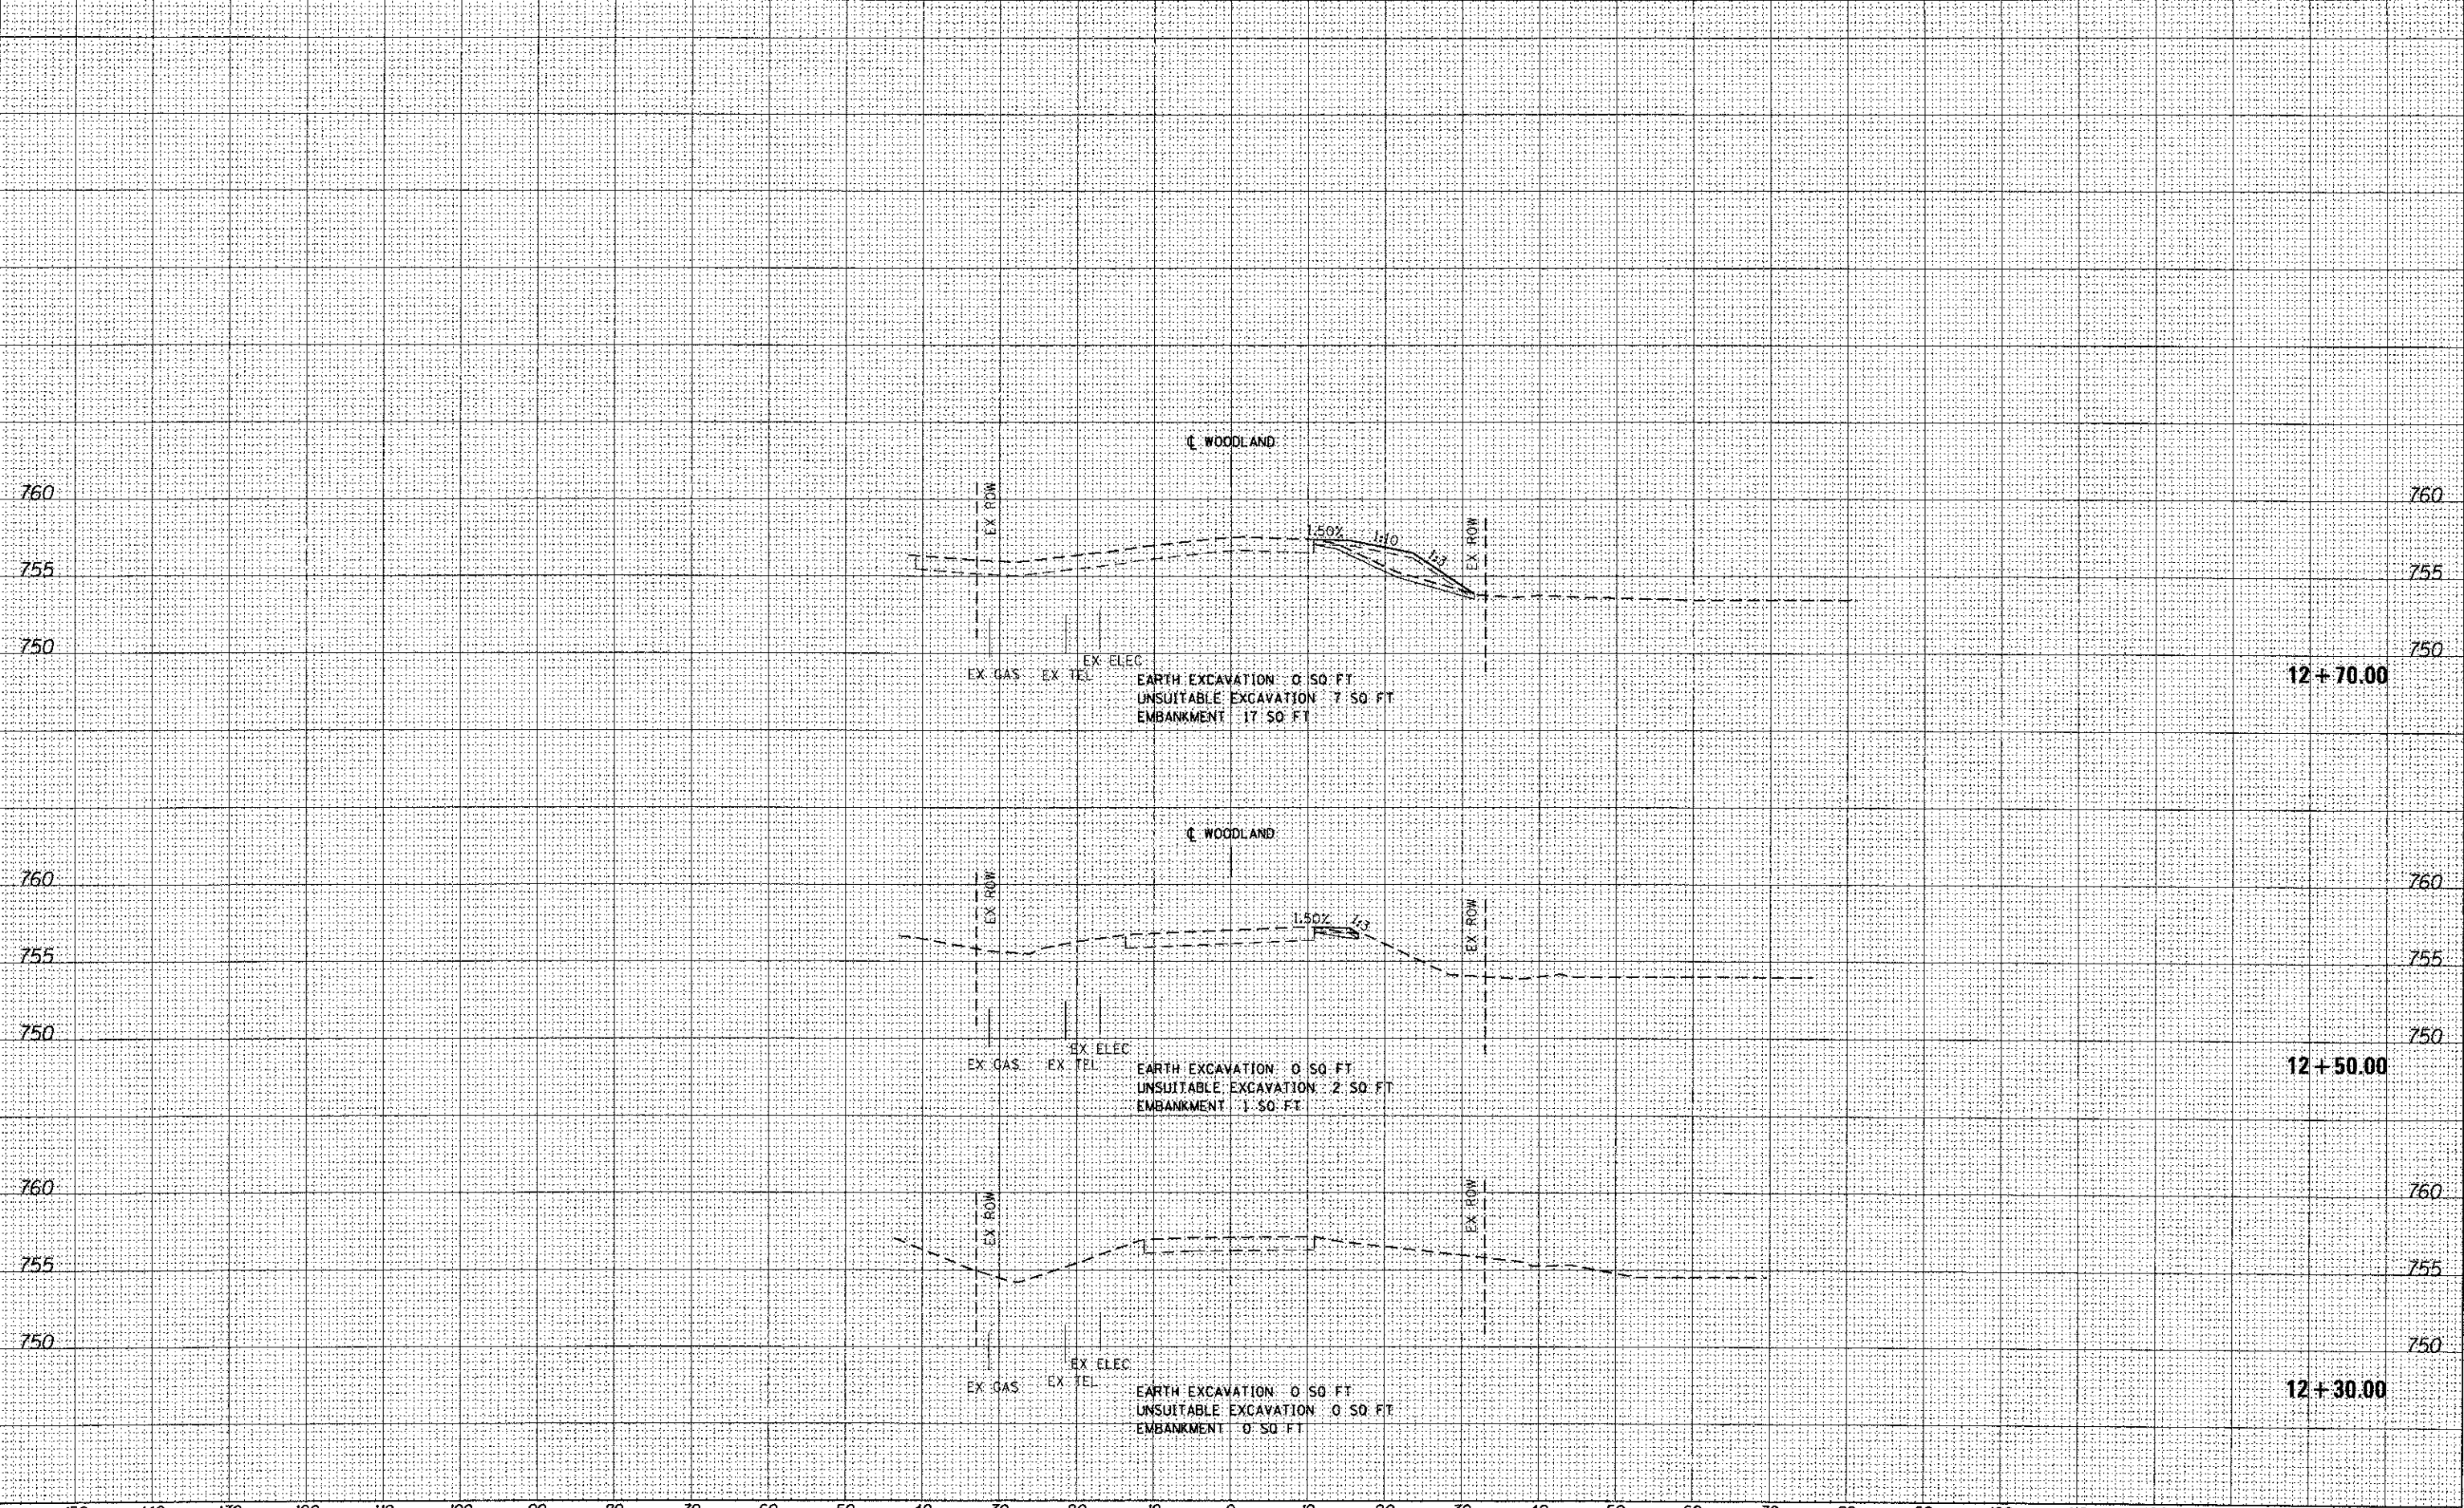 ℄ WOODLAND
760 760
EX ROW EX ROW
1.50% 1:10 1:3
755 755
750 750
EX GAS EX TEL EX ELEC
EARTH EXCAVATION 0 SQ FT
UNSUITABLE EXCAVATION 7 SQ FT
EMBANKMENT 17 SQ FT
12+70.00
℄ WOODLAND
760 760
EX ROW EX ROW
1.50% 1:3
755 755
750 750
EX GAS EX TEL EX ELEC
EARTH EXCAVATION 0 SQ FT
UNSUITABLE EXCAVATION 2 SQ FT
EMBANKMENT 1 SQ FT
12+50.00
760 760
EX ROW EX ROW
755 755
750 750
EX GAS EX TEL EX ELEC
EARTH EXCAVATION 0 SQ FT
UNSUITABLE EXCAVATION 0 SQ FT
EMBANKMENT 0 SQ FT
12+30.00